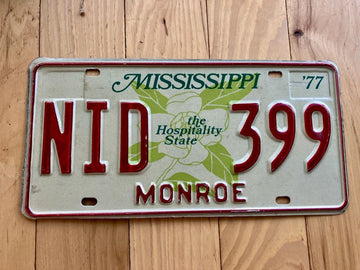 MISSISSIPPI '77
NID 399
the
Hospitality
State
MONROE